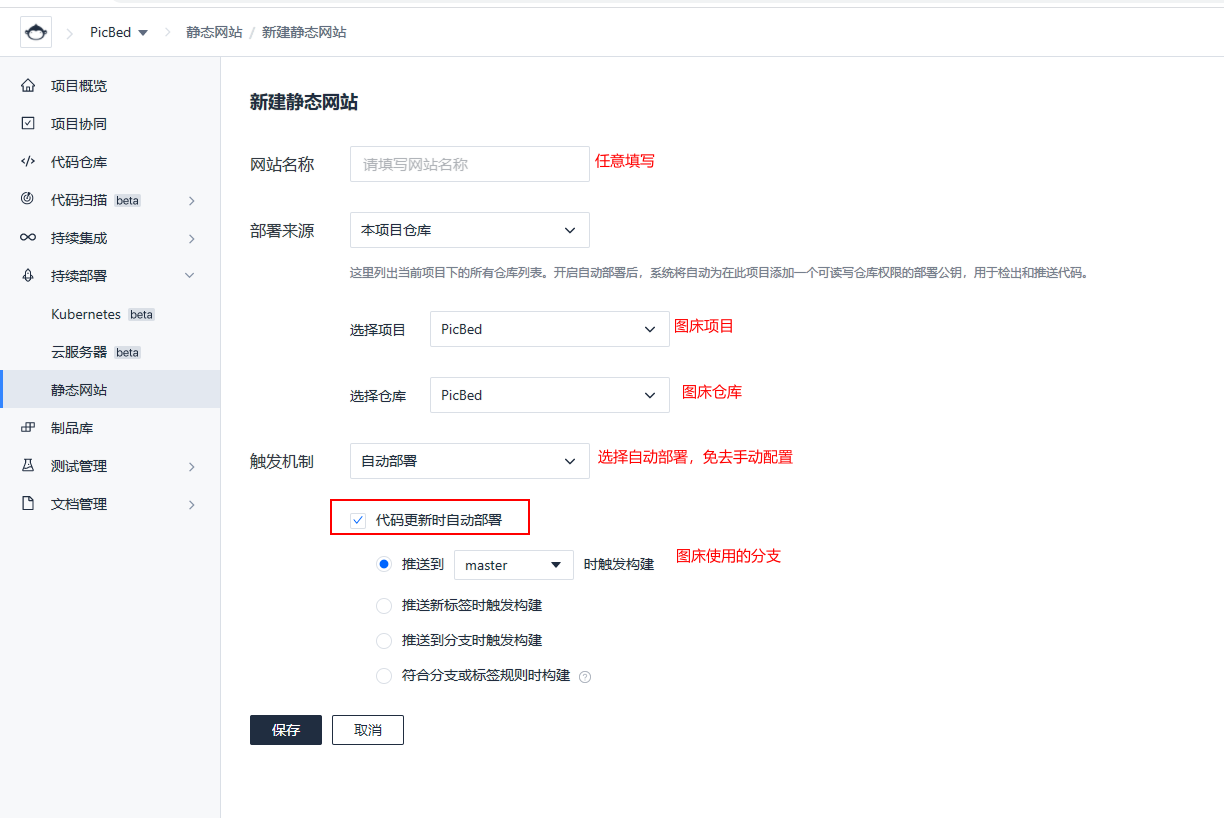 PicBed 静态网站 / 新建静态网站
项目概览
项目协同
代码仓库
代码扫描 beta
持续集成
持续部署
Kubernetes beta
云服务器 beta
静态网站
制品库
测试管理
文档管理
新建静态网站
网站名称 请填写网站名称 任意填写
部署来源 本项目仓库
这里列出当前项目下的所有仓库列表。开启自动部署后，系统将自动为在此项目添加一个可读写仓库权限的部署公钥，用于检出和推送代码。
选择项目 PicBed 图床项目
选择仓库 PicBed 图床仓库
触发机制 自动部署 选择自动部署，免去手动配置
代码更新时自动部署
推送到 master 时触发构建 图床使用的分支
推送新标签时触发构建
推送到分支时触发构建
符合分支或标签规则时构建 ?
保存 取消